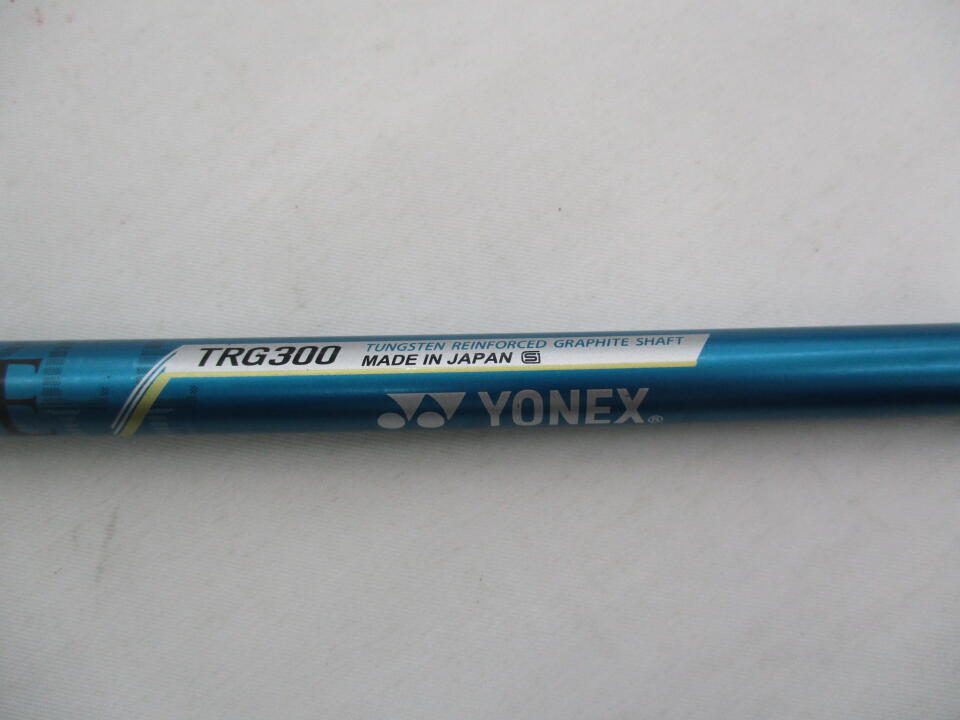 TRG300
TUNGSTEN REINFORCED GRAPHITE SHAFT
MADE IN JAPAN S
YONEX®